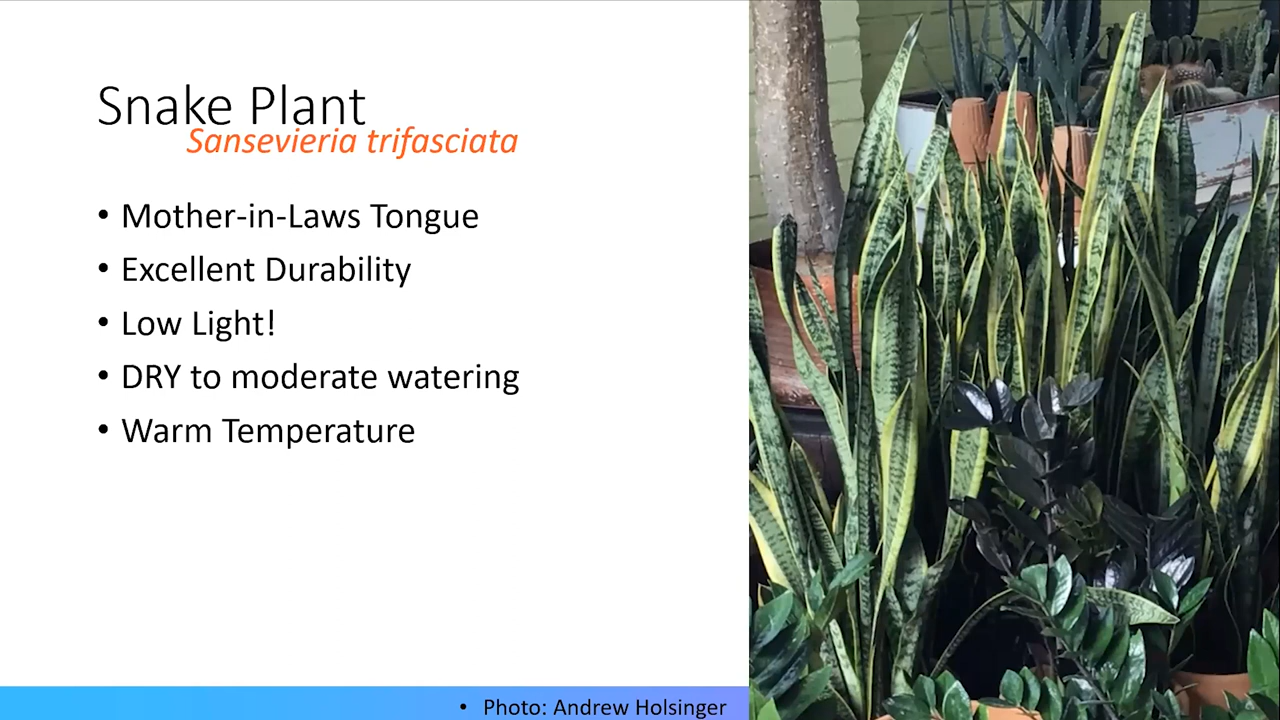 Snake Plant
Sansevieria trifasciata
• Mother-in-Laws Tongue
• Excellent Durability
• Low Light!
• DRY to moderate watering
• Warm Temperature
• Photo: Andrew Holsinger